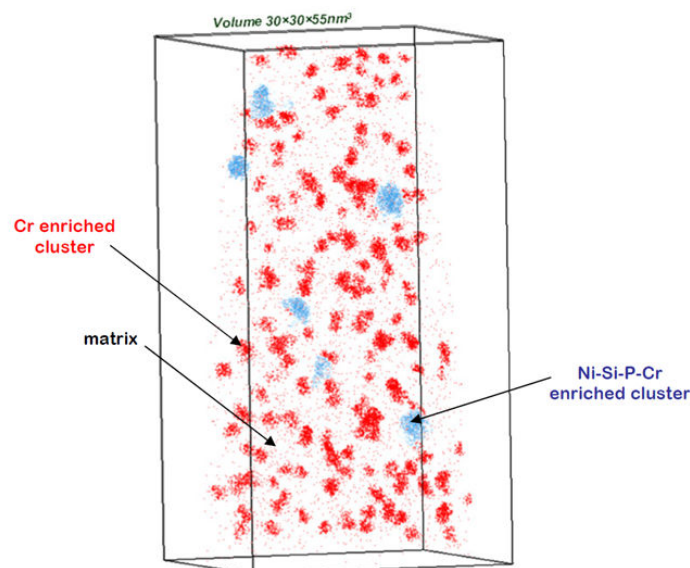 Volume 30×30×55nm³
Cr enriched
cluster
matrix
Ni-Si-P-Cr
enriched cluster